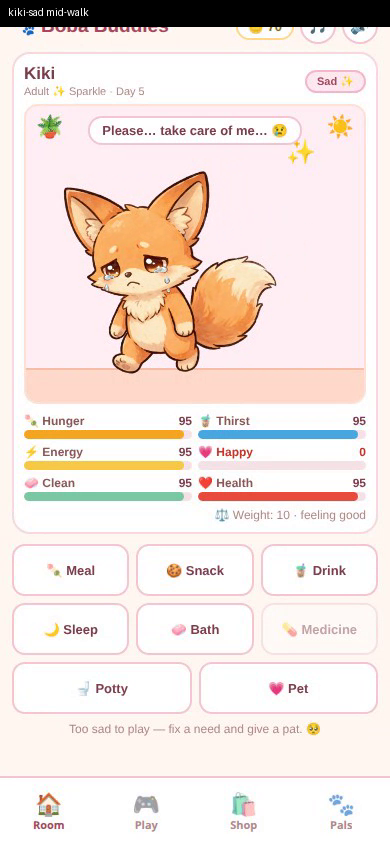 kiki-sad mid-walk
Boba Buddies
Kiki
Adult ✨ Sparkle · Day 5
Sad ✨
Please… take care of me… 😢
🍡 Hunger 95
🧋 Thirst 95
⚡ Energy 95
💗 Happy 0
🧼 Clean 95
❤️ Health 95
⚖️ Weight: 10 · feeling good
🍡 Meal
🍪 Snack
🧋 Drink
🌙 Sleep
🧼 Bath
💊 Medicine
🚽 Potty
💗 Pet
Too sad to play — fix a need and give a pat. 🥺
Room
Play
Shop
Pals